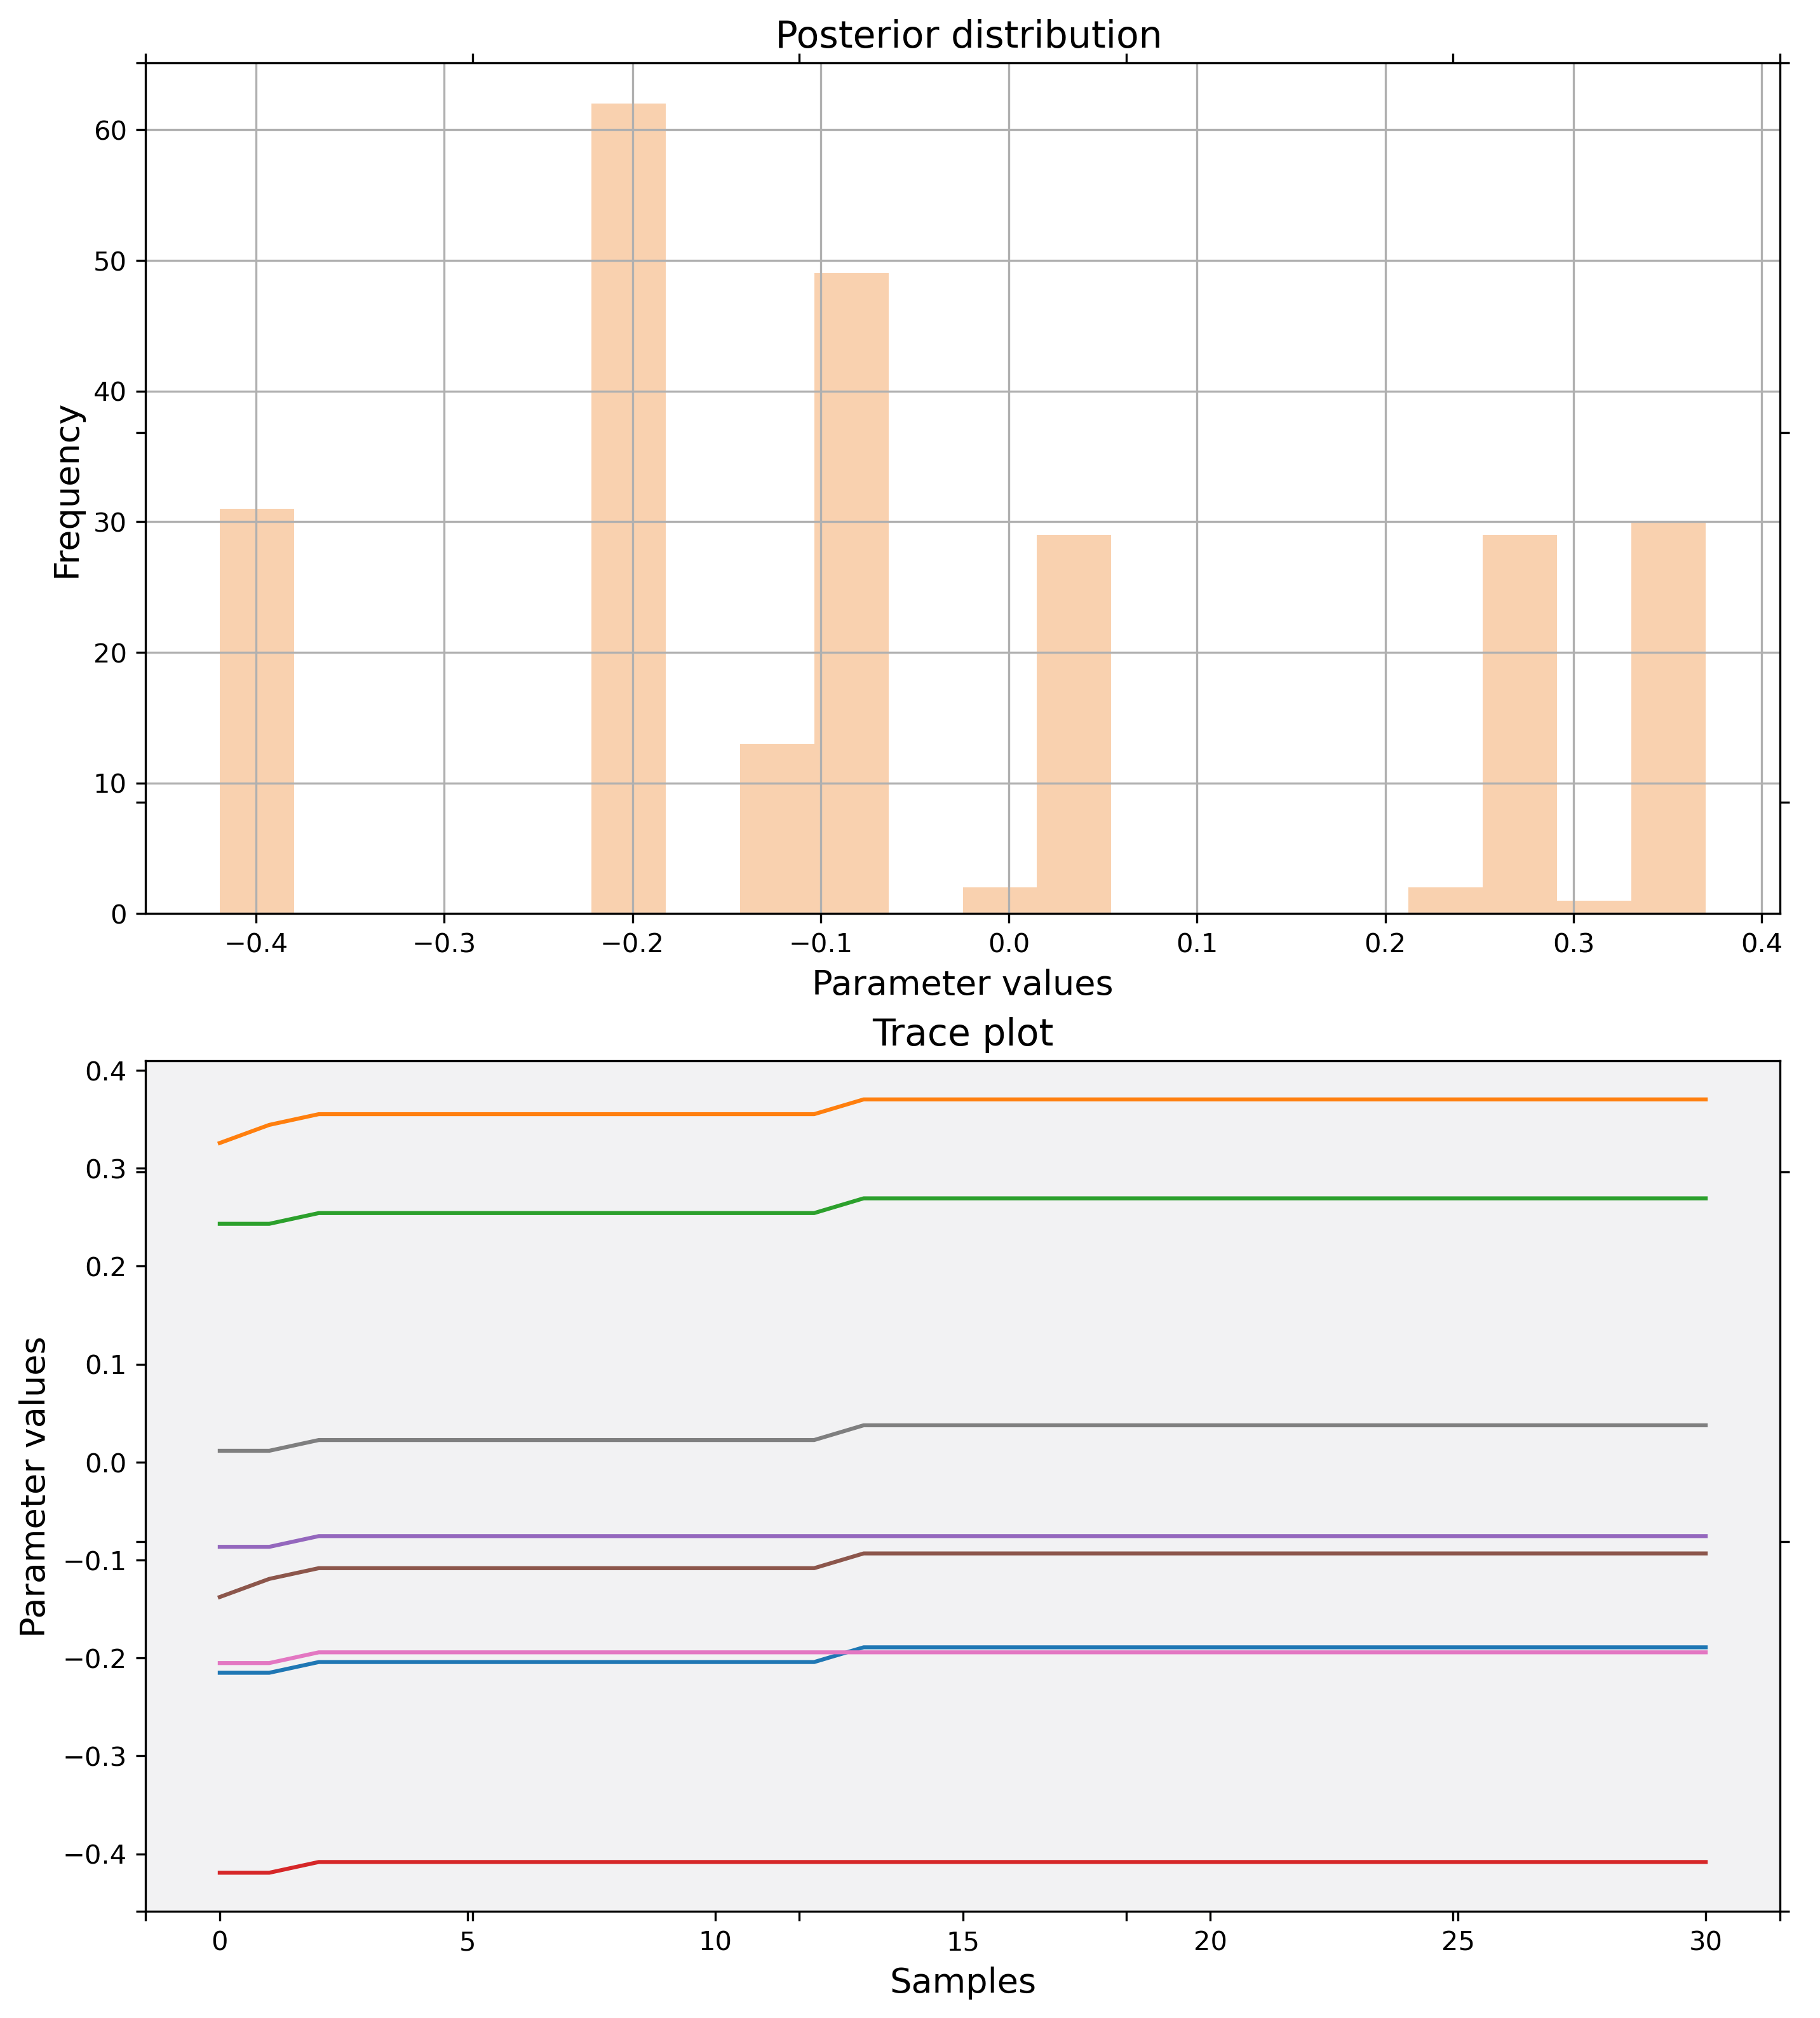 Posterior distribution
60
50
40
30
20
10
0
Frequency
−0.4 −0.3 −0.2 −0.1 0.0 0.1 0.2 0.3 0.4
Parameter values
Trace plot
0.4
0.3
0.2
0.1
0.0
−0.1
−0.2
−0.3
−0.4
Parameter values
0 5 10 15 20 25 30
Samples